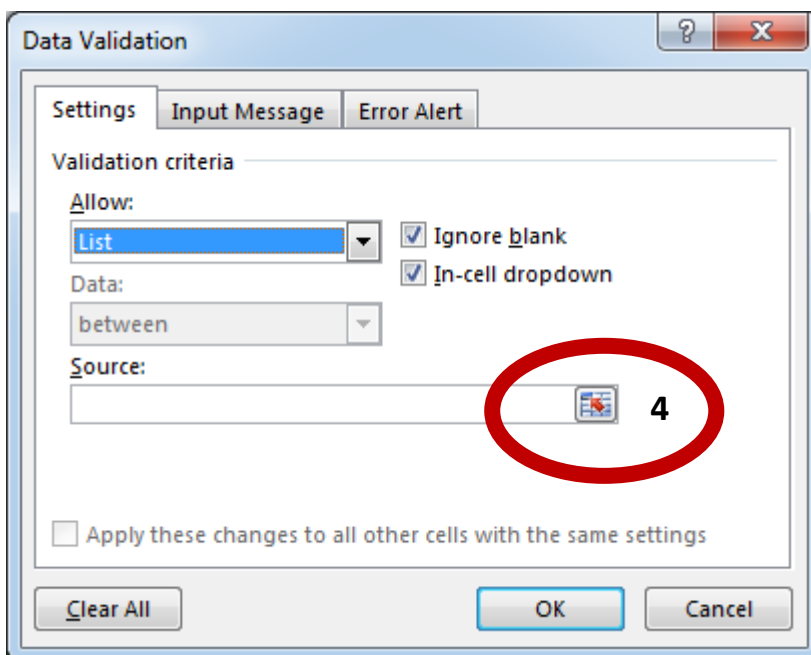 Data Validation
Settings Input Message Error Alert
Validation criteria
Allow:
List
Ignore blank
In-cell dropdown
Data:
between
Source:
4
Apply these changes to all other cells with the same settings
Clear All OK Cancel